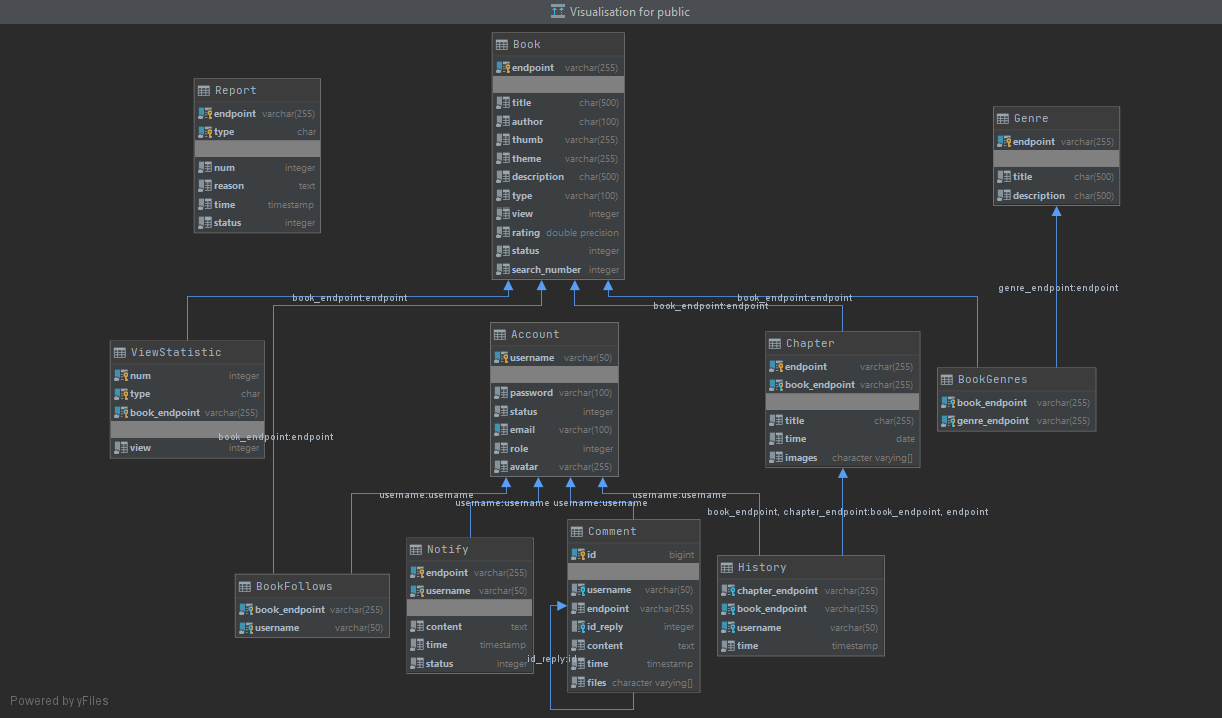 Visualisation for public
Book
endpoint varchar(255)
title char(500)
author char(100)
thumb varchar(255)
theme varchar(255)
description char(500)
type varchar(100)
view integer
rating double precision
status integer
search_number integer
Report
endpoint varchar(255)
type char
num integer
reason text
time timestamp
status integer
Genre
endpoint varchar(255)
title char(500)
description char(500)
book_endpoint:endpoint
book_endpoint:endpoint
book_endpoint:endpoint
genre_endpoint:endpoint
ViewStatistic
num integer
type char
book_endpoint varchar(255)
view integer
book_endpoint:endpoint
Account
username varchar(50)
password varchar(100)
status integer
email varchar(100)
role integer
avatar varchar(255)
Chapter
endpoint varchar(255)
book_endpoint varchar(255)
title char(255)
time date
images character varying[]
BookGenres
book_endpoint varchar(255)
genre_endpoint varchar(255)
username:username
username:username
username:username
username:username
book_endpoint, chapter_endpoint:book_endpoint, endpoint
BookFollows
book_endpoint varchar(255)
username varchar(50)
Notify
endpoint varchar(255)
username varchar(50)
content text
time timestamp
status integer
Comment
id bigint
username varchar(50)
endpoint varchar(255)
id_reply integer
content text
time timestamp
files character varying[]
id_reply:id
History
chapter_endpoint varchar(255)
book_endpoint varchar(255)
username varchar(50)
time timestamp
Powered by yFiles